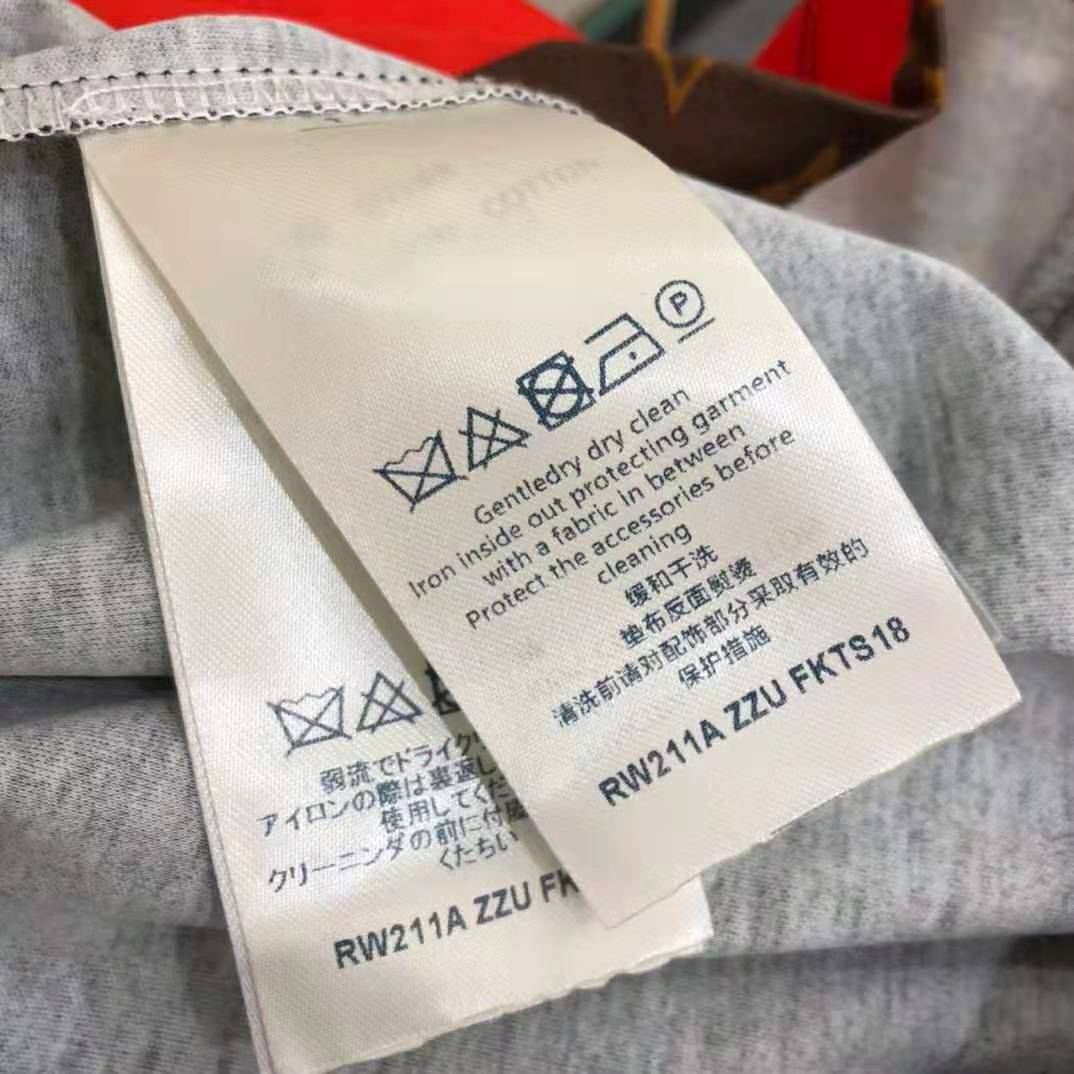 COTTON
P
Gentledry dry clean
Iron inside out protecting garment
with a fabric in between
Protect the accessories before
cleaning
缓和干洗
垫布反面熨烫
清洗前请对配饰部分采取有效的
保护措施
RW211A ZZU FKTS18
弱流でドライク
アイロンの際は裏返し
使用してくだ
クリーニンダの前に付
くたちい
RW211A ZZU FK